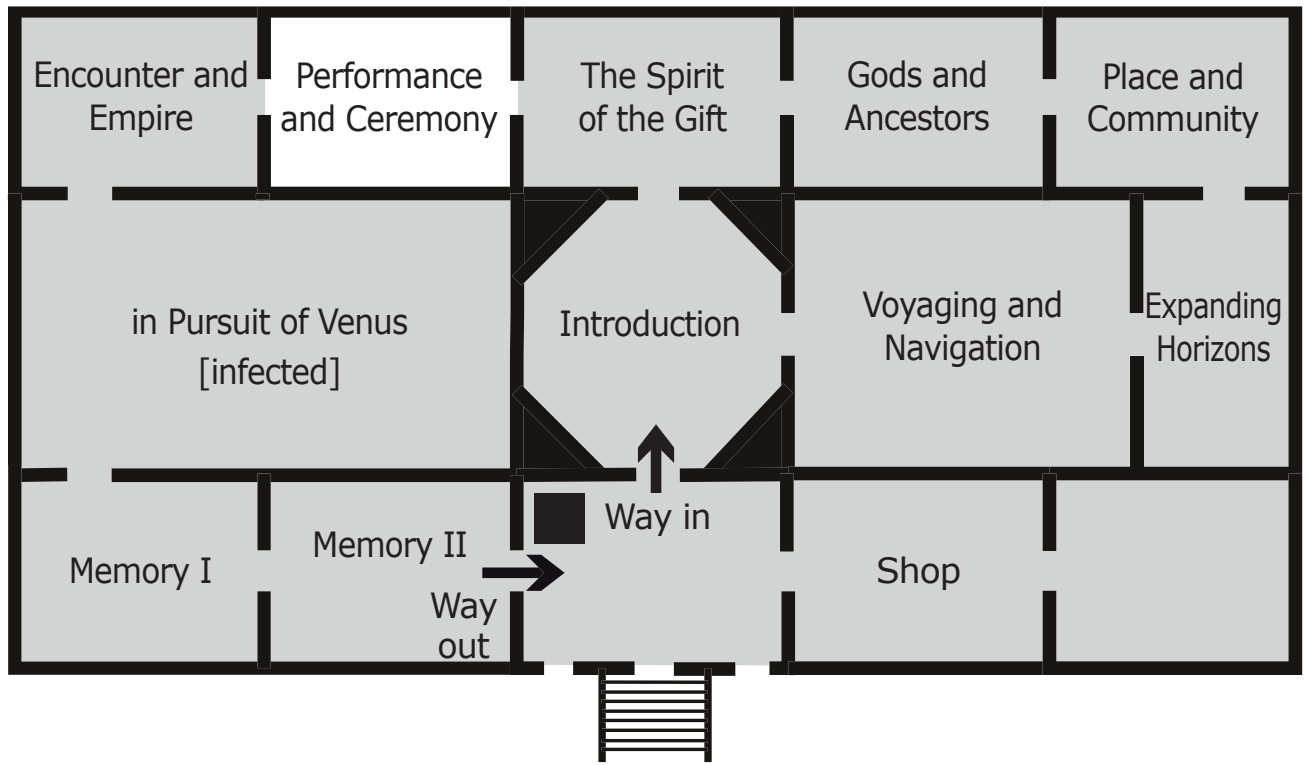 Encounter and
Empire
Performance
and Ceremony
The Spirit
of the Gift
Gods and
Ancestors
Place and
Community
in Pursuit of Venus
[infected]
Introduction
Voyaging and
Navigation
Expanding
Horizons
Memory I
Memory II
Way
out
Way in
Shop